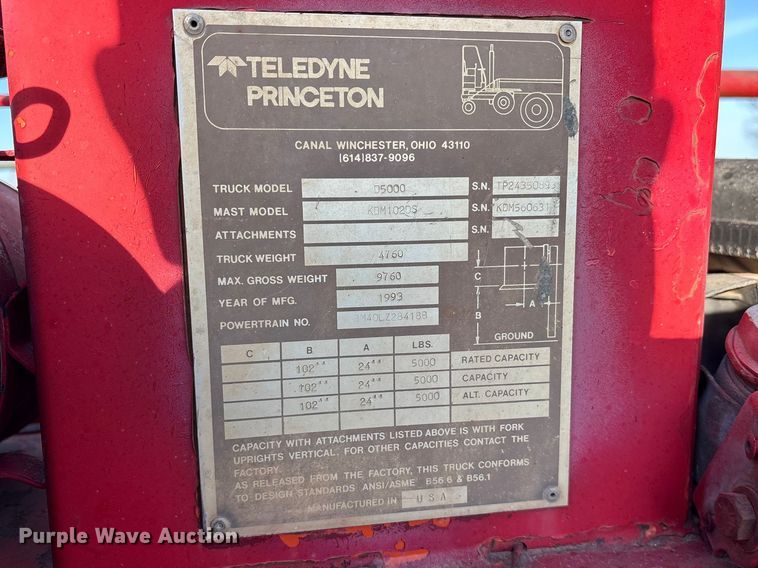 TELEDYNE
PRINCETON
CANAL WINCHESTER, OHIO 43110
(614)837-9096
TRUCK MODEL D5000 S.N.
MAST MODEL S.N.
ATTACHMENTS S.N.
TRUCK WEIGHT 4760
MAX. GROSS WEIGHT 9760
YEAR OF MFG. 1993
POWERTRAIN NO.
C
A
B
GROUND
C B A LBS.
102" 24" 5000 RATED CAPACITY
102" 24" 5000 CAPACITY
102" 24" 5000 ALT. CAPACITY
CAPACITY WITH ATTACHMENTS LISTED ABOVE IS WITH FORK
UPRIGHTS VERTICAL. FOR OTHER CAPACITIES CONTACT THE
FACTORY.
AS RELEASED FROM THE FACTORY, THIS TRUCK CONFORMS
TO DESIGN STANDARDS ANSI/ASME B56.6 & B56.1
MANUFACTURED IN USA
Purple Wave Auction